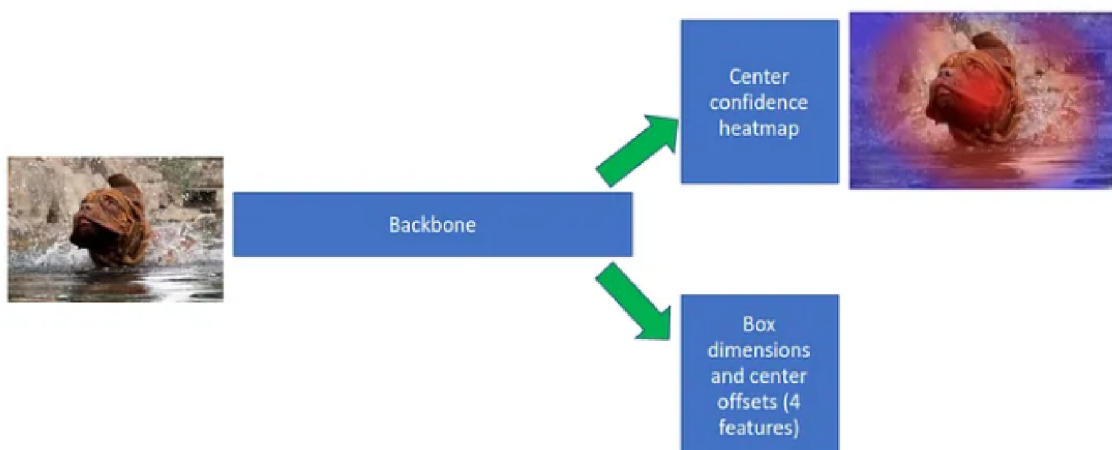 Center
confidence
heatmap
Backbone
Box
dimensions
and center
offsets (4
features)